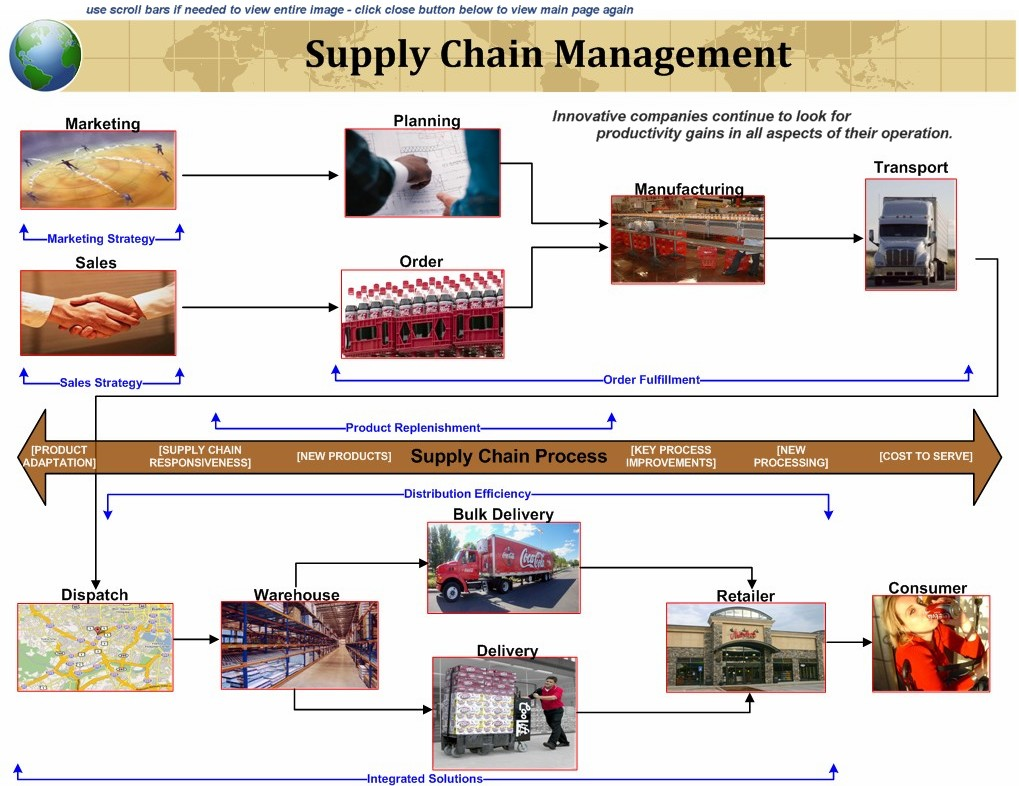 use scroll bars if needed to view entire image - click close button below to view main page again
Supply Chain Management
Innovative companies continue to look for
productivity gains in all aspects of their operation.
Marketing
Planning
Transport
Manufacturing
Marketing Strategy
Sales
Order
Sales Strategy
Order Fulfillment
Product Replenishment
[PRODUCT
ADAPTATION]
[SUPPLY CHAIN
RESPONSIVENESS]
[NEW PRODUCTS]
Supply Chain Process
[KEY PROCESS
IMPROVEMENTS]
[NEW
PROCESSING]
[COST TO SERVE]
Distribution Efficiency
Bulk Delivery
Coca-Cola
Dispatch
Warehouse
Retailer
Consumer
Delivery
CooLift
Integrated Solutions